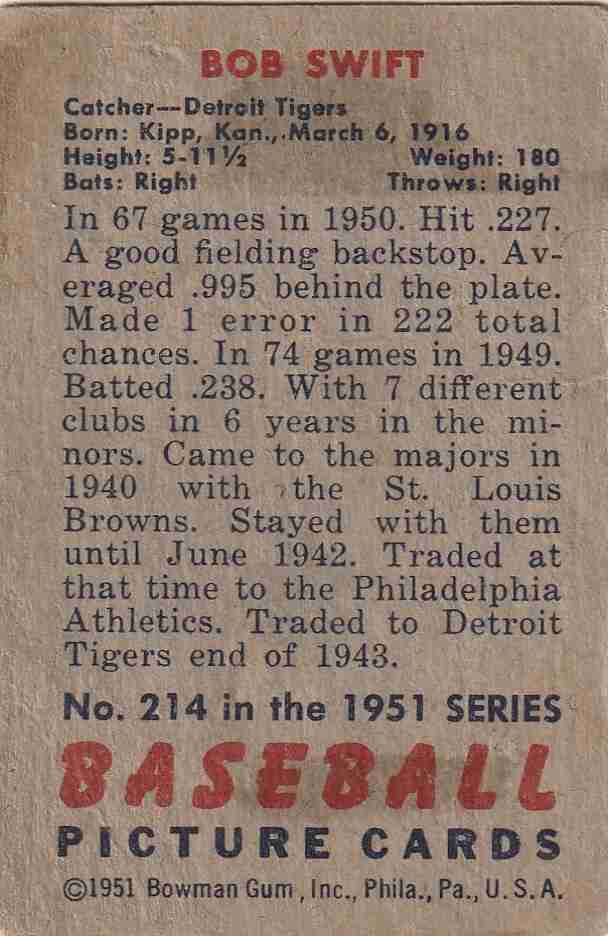 BOB SWIFT
Catcher--Detroit Tigers
Born: Kipp, Kan., March 6, 1916
Height: 5-11½ Weight: 180
Bats: Right Throws: Right
In 67 games in 1950. Hit .227.
A good fielding backstop. Av-
eraged .995 behind the plate.
Made 1 error in 222 total
chances. In 74 games in 1949.
Batted .238. With 7 different
clubs in 6 years in the mi-
nors. Came to the majors in
1940 with the St. Louis
Browns. Stayed with them
until June 1942. Traded at
that time to the Philadelphia
Athletics. Traded to Detroit
Tigers end of 1943.
No. 214 in the 1951 SERIES
BASEBALL
PICTURE CARDS
©1951 Bowman Gum, Inc., Phila., Pa., U.S.A.